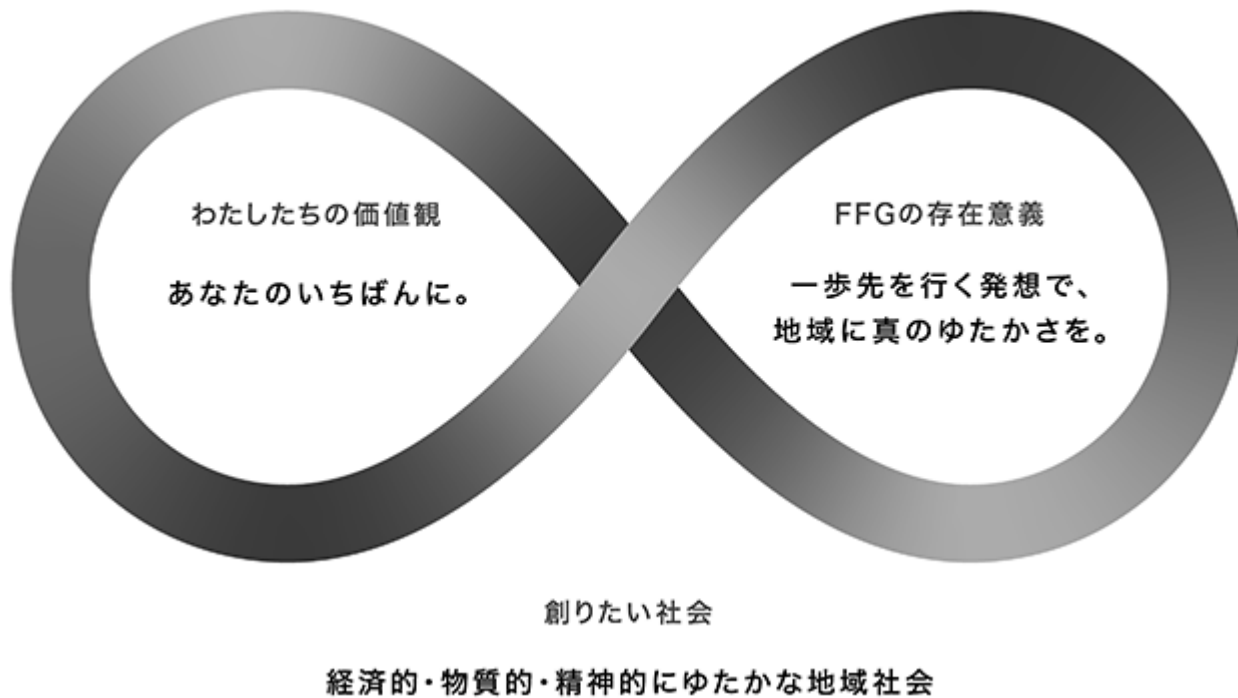 わたしたちの価値観
あなたのいちばんに。
FFGの存在意義
一歩先を行く発想で、
地域に真のゆたかさを。
創りたい社会
経済的・物質的・精神的にゆたかな地域社会